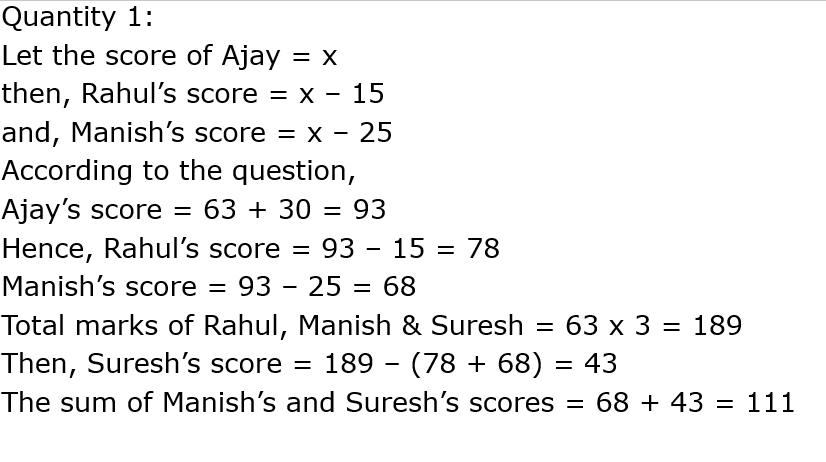 Quantity 1:
Let the score of Ajay = x
then, Rahul’s score = x – 15
and, Manish’s score = x – 25
According to the question,
Ajay’s score = 63 + 30 = 93
Hence, Rahul’s score = 93 – 15 = 78
Manish’s score = 93 – 25 = 68
Total marks of Rahul, Manish & Suresh = 63 x 3 = 189
Then, Suresh’s score = 189 – (78 + 68) = 43
The sum of Manish’s and Suresh’s scores = 68 + 43 = 111